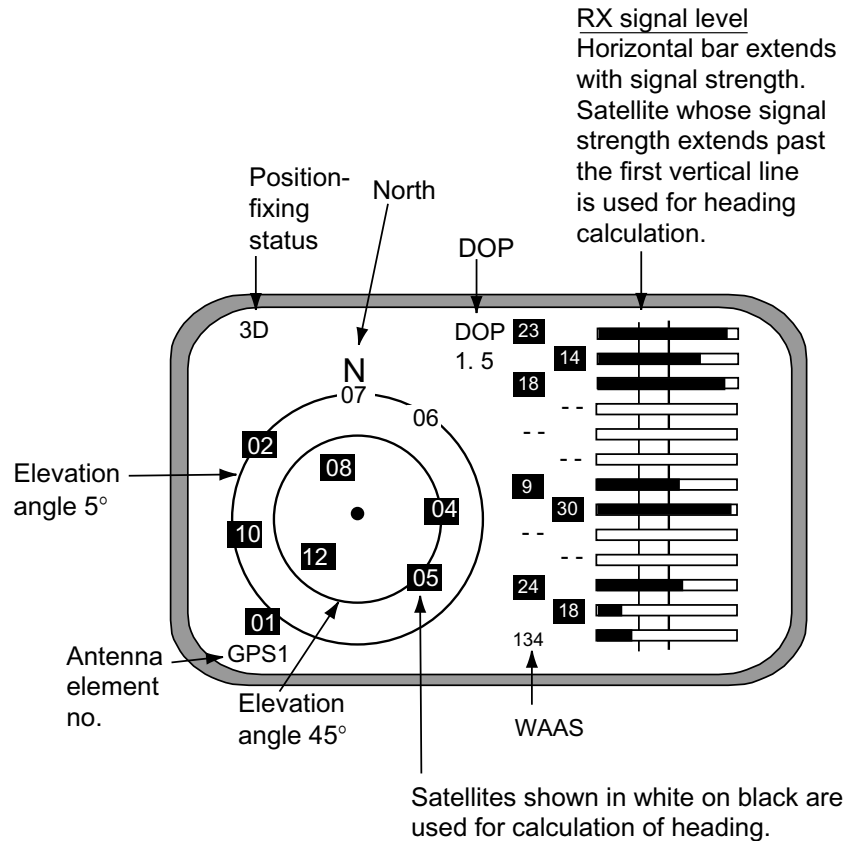 RX signal level
Horizontal bar extends
with signal strength.
Satellite whose signal
strength extends past
the first vertical line
is used for heading
calculation.
Position-
fixing
status
North
DOP
3D
DOP
1. 5
N
07
06
02
08
04
10
12
05
01
GPS1
23
14
18
- -
- -
- -
9
30
- -
- -
24
18
134
Elevation
angle 5°
Antenna
element
no.
Elevation
angle 45°
WAAS
Satellites shown in white on black are
used for calculation of heading.